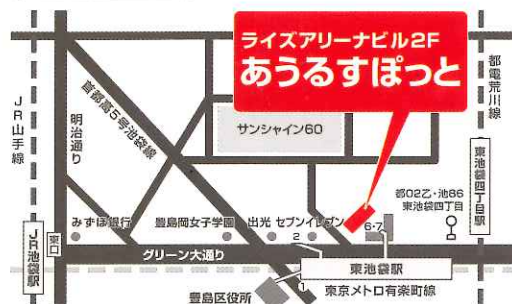 ライズアリーナビル2F
あうるすぽっと
都電荒川線
JR山手線
明治通り
首都高5号池袋線
サンシャイン60
都02乙・池86
東池袋四丁目
東池袋四丁目駅
みずほ銀行
豊島岡女子学園
出光
セブンイレブン
6・7
2
東口
JR池袋駅
グリーン大通り
東池袋駅
1
豊島区役所
東京メトロ有楽町線